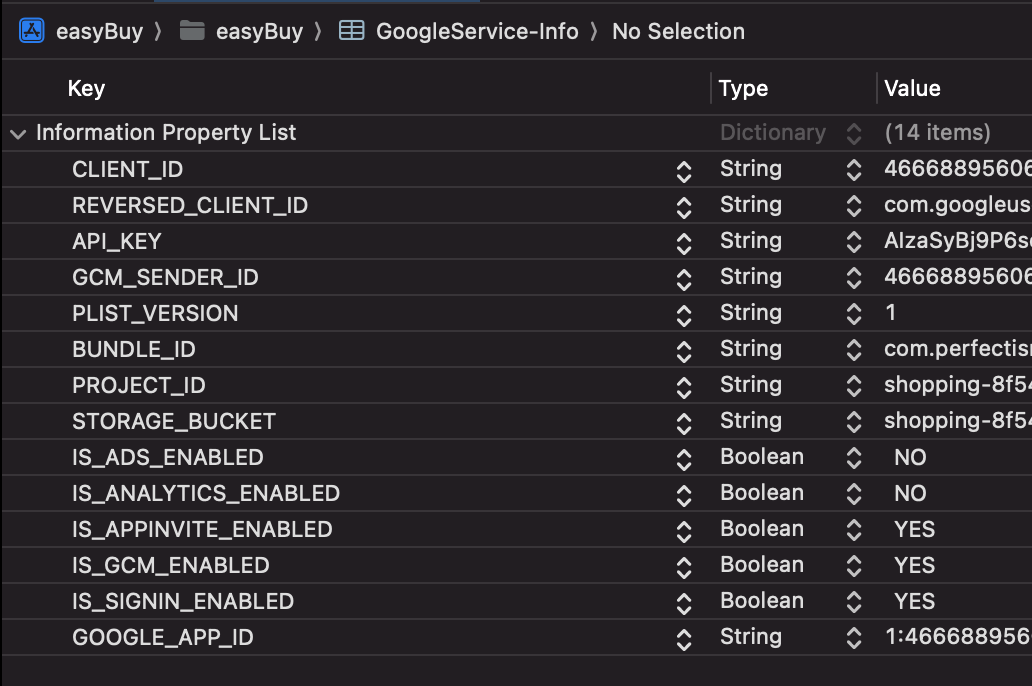 easyBuy 〉 easyBuy 〉 GoogleService-Info 〉 No Selection
Key Type Value
Information Property List Dictionary (14 items)
CLIENT_ID String 46668895606
REVERSED_CLIENT_ID String com.googleus
API_KEY String AIzaSyBj9P6s
GCM_SENDER_ID String 46668895606
PLIST_VERSION String 1
BUNDLE_ID String com.perfectis
PROJECT_ID String shopping-8f54
STORAGE_BUCKET String shopping-8f54
IS_ADS_ENABLED Boolean NO
IS_ANALYTICS_ENABLED Boolean NO
IS_APPINVITE_ENABLED Boolean YES
IS_GCM_ENABLED Boolean YES
IS_SIGNIN_ENABLED Boolean YES
GOOGLE_APP_ID String 1:466688956